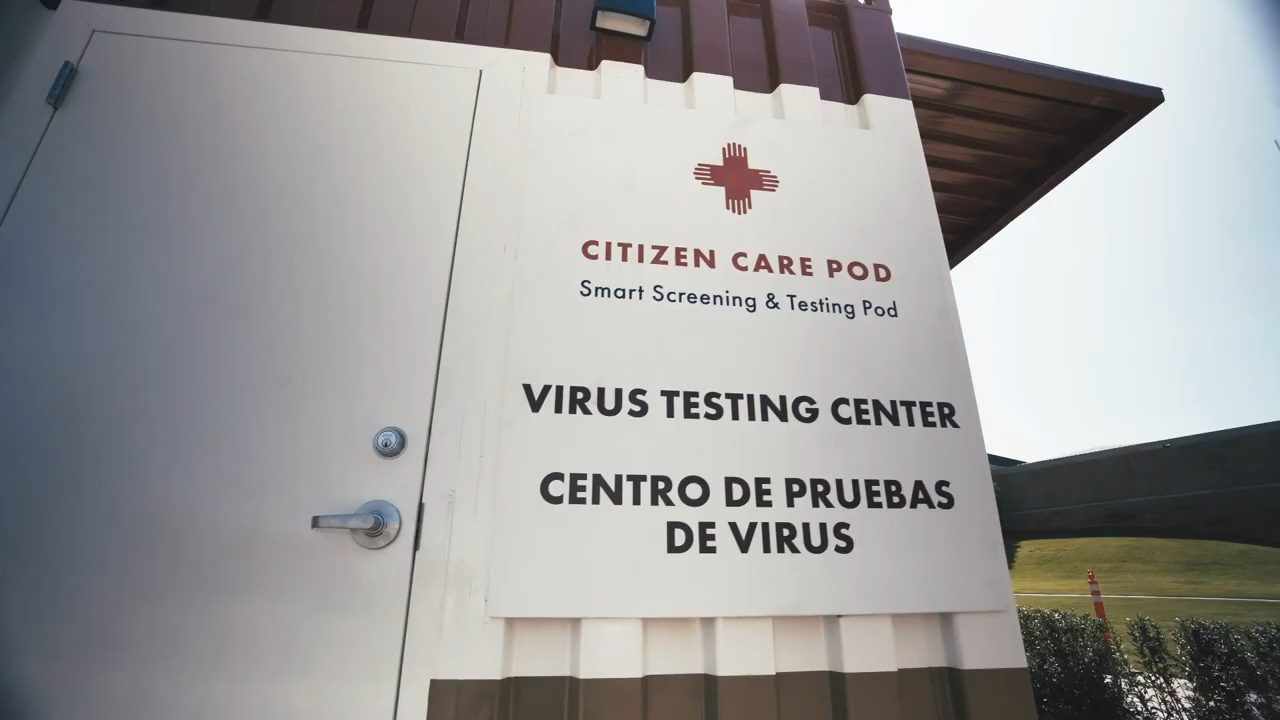 CITIZEN CARE POD
Smart Screening & Testing Pod
VIRUS TESTING CENTER
CENTRO DE PRUEBAS
DE VIRUS